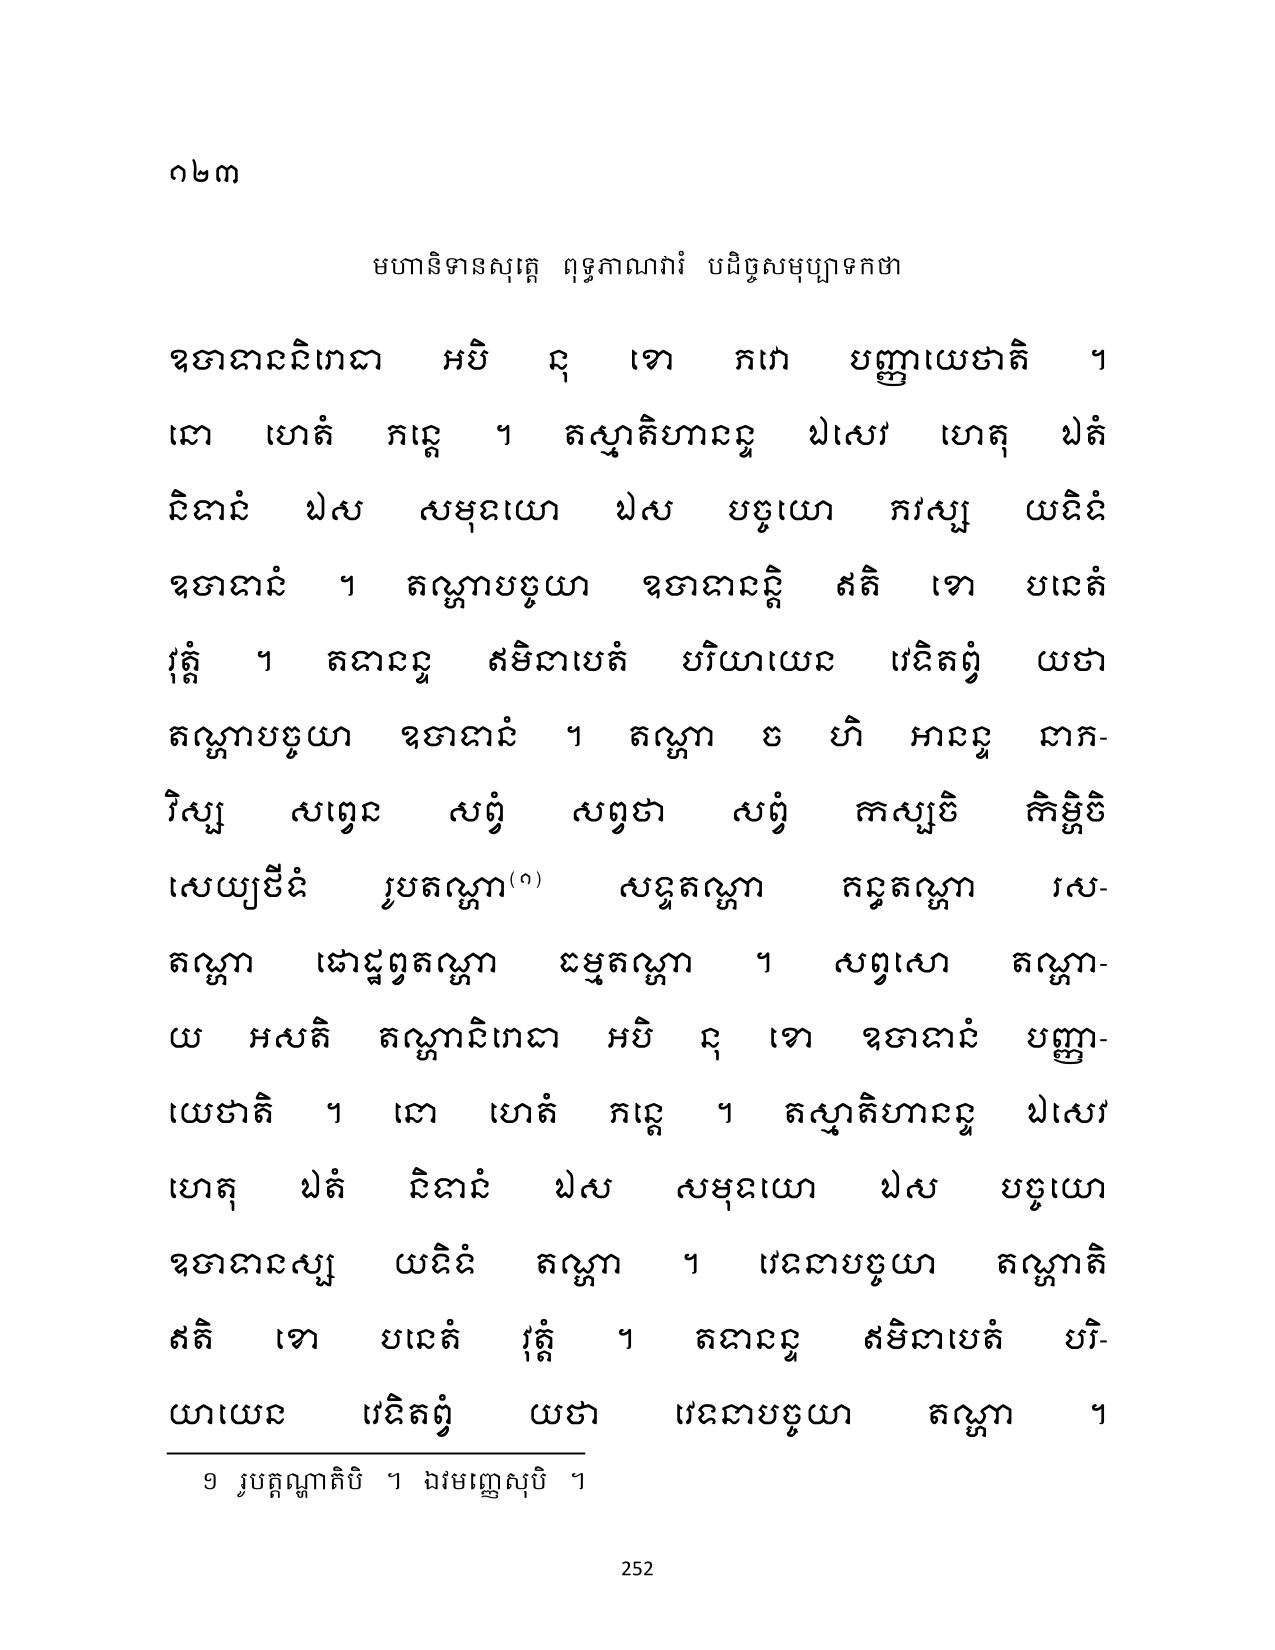 ១២៣
មហានិទានសុត្តេ ពុទ្ធភាណវារំ បដិច្ចសមុប្បាទកថា
ឧបាទាននិរោធា អបិ នុ ខោ ភវោ បញ្ញាយេថាតិ ។
នោ ហេតំ ភន្តេ ។ តស្មាតិហានន្ទ ឯសេវ ហេតុ ឯតំ
និទានំ ឯស សមុទយោ ឯស បច្ចយោ ភវស្ស យទិទំ
ឧបាទានំ ។ តណ្ហាបច្ចយា ឧបាទានន្តិ ឥតិ ខោ បនេតំ
វុត្តំ ។ តទានន្ទ ឥមិនាបេតំ បរិយាយេន វេទិតព្វំ យថា
តណ្ហាបច្ចយា ឧបាទានំ ។ តណ្ហា ច ហិ អានន្ទ នាភ-
វិស្ស សព្វេន សព្វំ សព្វថា សព្វំ កស្សចិ កិម្ហិចិ
សេយ្យថីទំ រូបតណ្ហា(១) សទ្ទតណ្ហា គន្ធតណ្ហា រស-
តណ្ហា ផោដ្ឋព្វតណ្ហា ធម្មតណ្ហា ។ សព្វសោ តណ្ហា-
យ អសតិ តណ្ហានិរោធា អបិ នុ ខោ ឧបាទានំ បញ្ញា-
យេថាតិ ។ នោ ហេតំ ភន្តេ ។ តស្មាតិហានន្ទ ឯសេវ
ហេតុ ឯតំ និទានំ ឯស សមុទយោ ឯស បច្ចយោ
ឧបាទានស្ស យទិទំ តណ្ហា ។ វេទនាបច្ចយា តណ្ហាតិ
ឥតិ ខោ បនេតំ វុត្តំ ។ តទានន្ទ ឥមិនាបេតំ បរិ-
យាយេន វេទិតព្វំ យថា វេទនាបច្ចយា តណ្ហា ។
១ រូបត្តណ្ហាតិបិ ។ ឯវមញ្ញេសុបិ ។
252